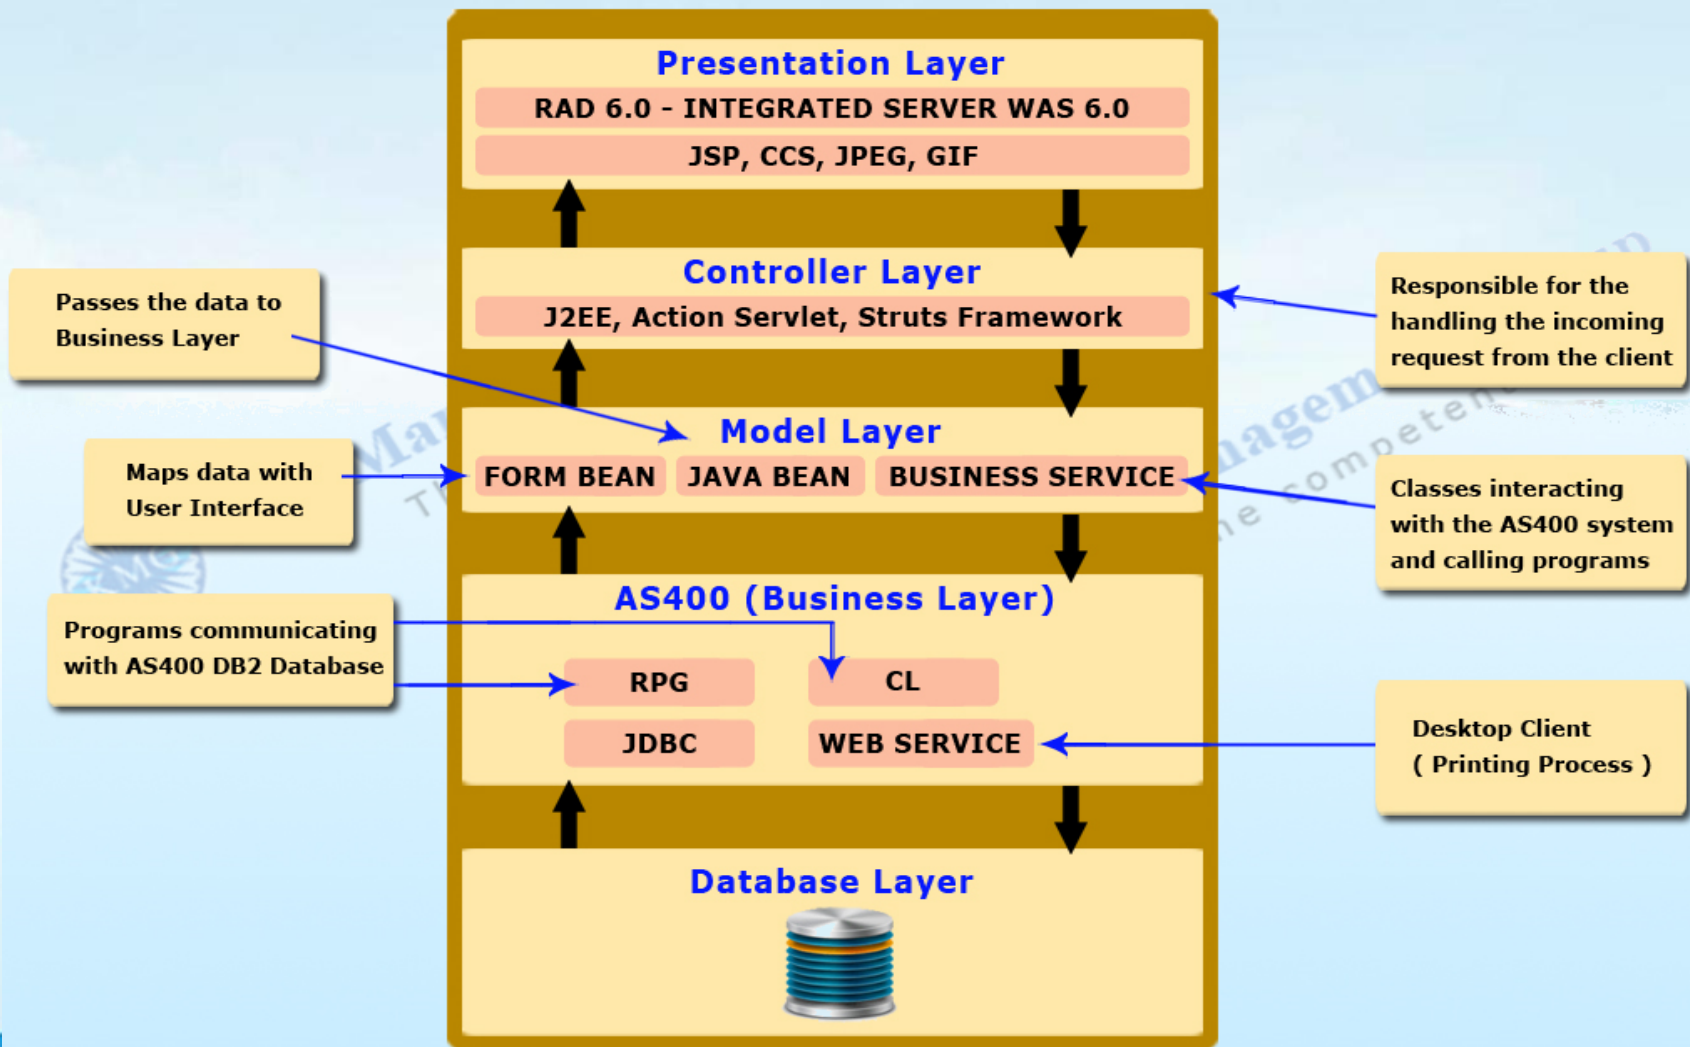 Presentation Layer
RAD 6.0 - INTEGRATED SERVER WAS 6.0
JSP, CCS, JPEG, GIF
Controller Layer
J2EE, Action Servlet, Struts Framework
Passes the data to
Business Layer
Responsible for the
handling the incoming
request from the client
Model Layer
FORM BEAN
JAVA BEAN
BUSINESS SERVICE
Maps data with
User Interface
Classes interacting
with the AS400 system
and calling programs
AS400 (Business Layer)
Programs communicating
with AS400 DB2 Database
RPG
CL
JDBC
WEB SERVICE
Desktop Client
( Printing Process )
Database Layer